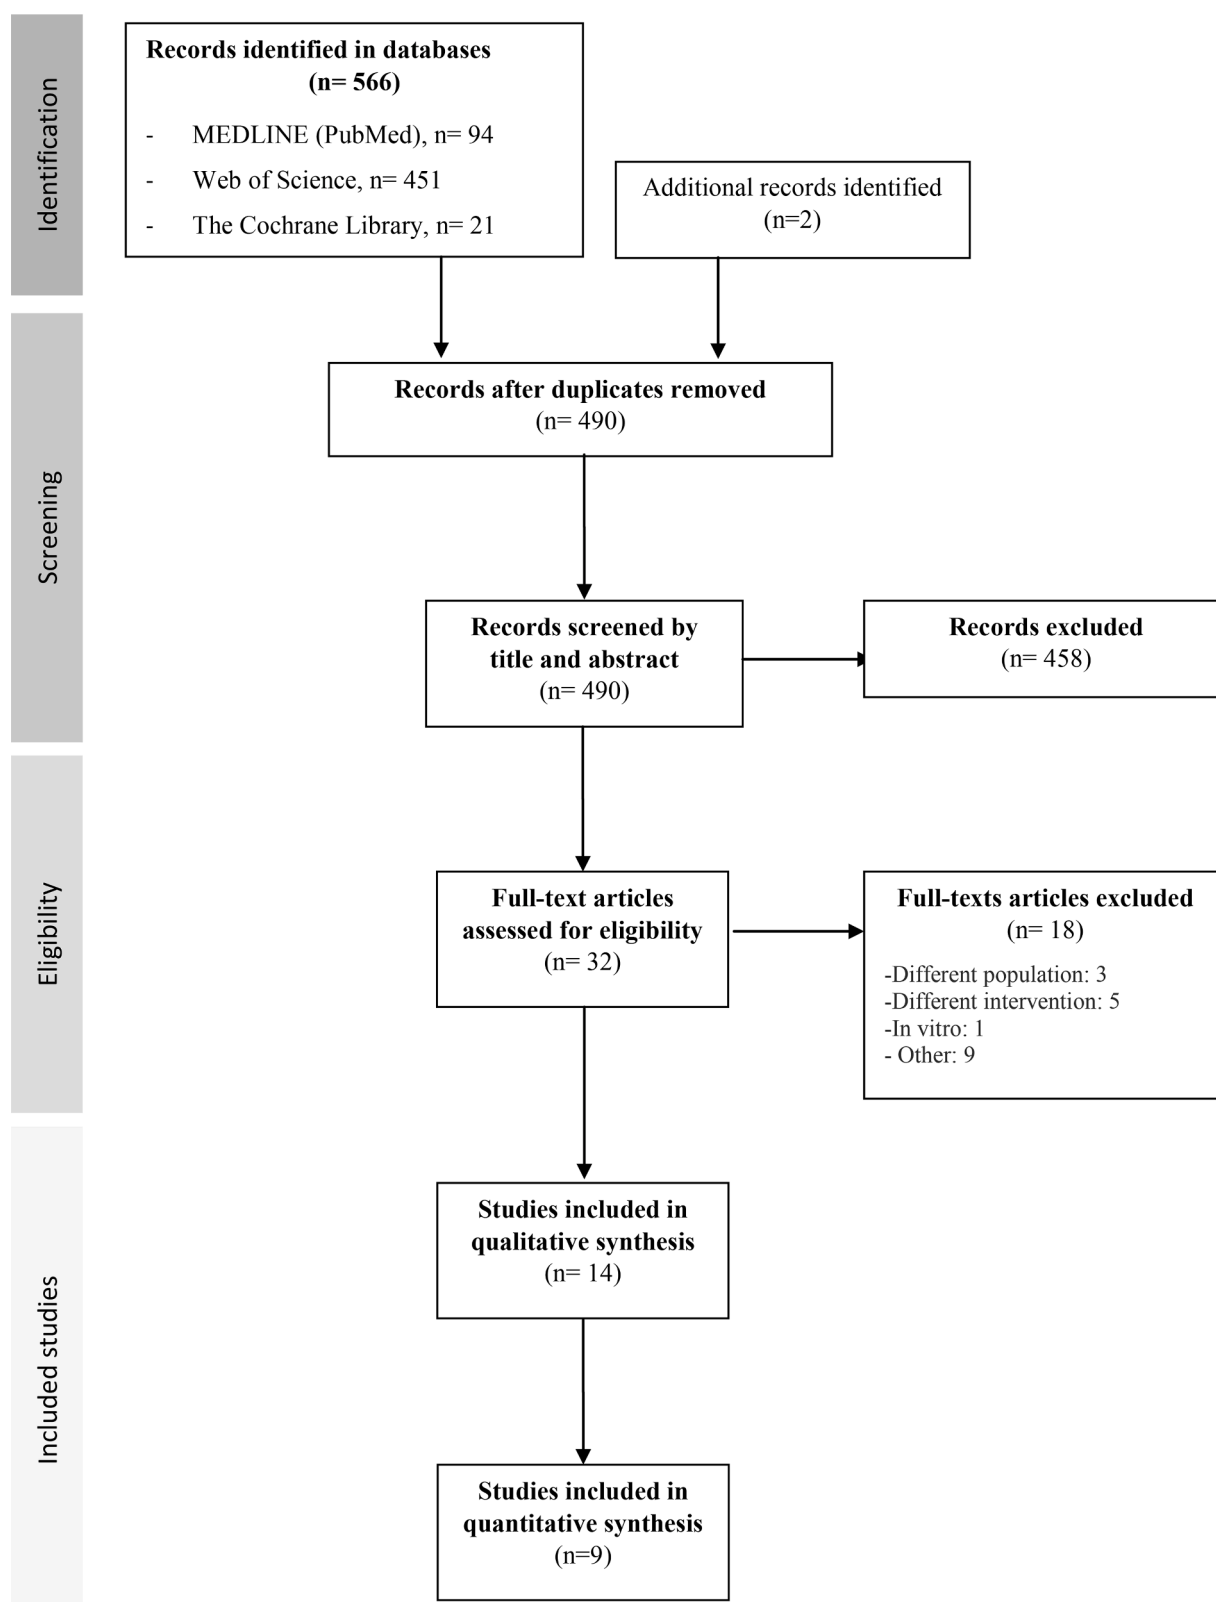 Identification
Records identified in databases
(n= 566)
- MEDLINE (PubMed), n= 94
- Web of Science, n= 451
- The Cochrane Library, n= 21
Additional records identified
(n=2)
Screening
Records after duplicates removed
(n= 490)
Records screened by
title and abstract
(n= 490)
Records excluded
(n= 458)
Eligibility
Full-text articles
assessed for eligibility
(n= 32)
Full-texts articles excluded
(n= 18)
-Different population: 3
-Different intervention: 5
-In vitro: 1
- Other: 9
Included studies
Studies included in
qualitative synthesis
(n= 14)
Studies included in
quantitative synthesis
(n=9)